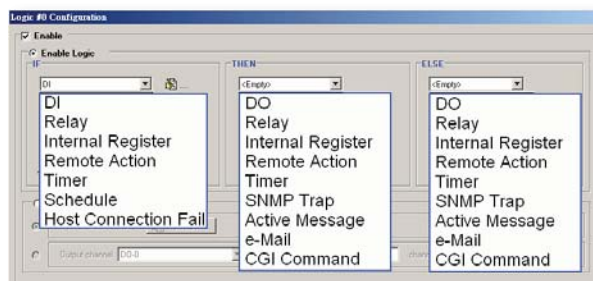 Logic #0 Configuration
Enable
Enable Logic
IF
DI
DI
Relay
Internal Register
Remote Action
Timer
Schedule
Host Connection Fail
THEN
<Empty>
DO
Relay
Internal Register
Remote Action
Timer
SNMP Trap
Active Message
e-Mail
CGI Command
ELSE
<Empty>
DO
Relay
Internal Register
Remote Action
Timer
SNMP Trap
Active Message
e-Mail
CGI Command
Output channel DO-0